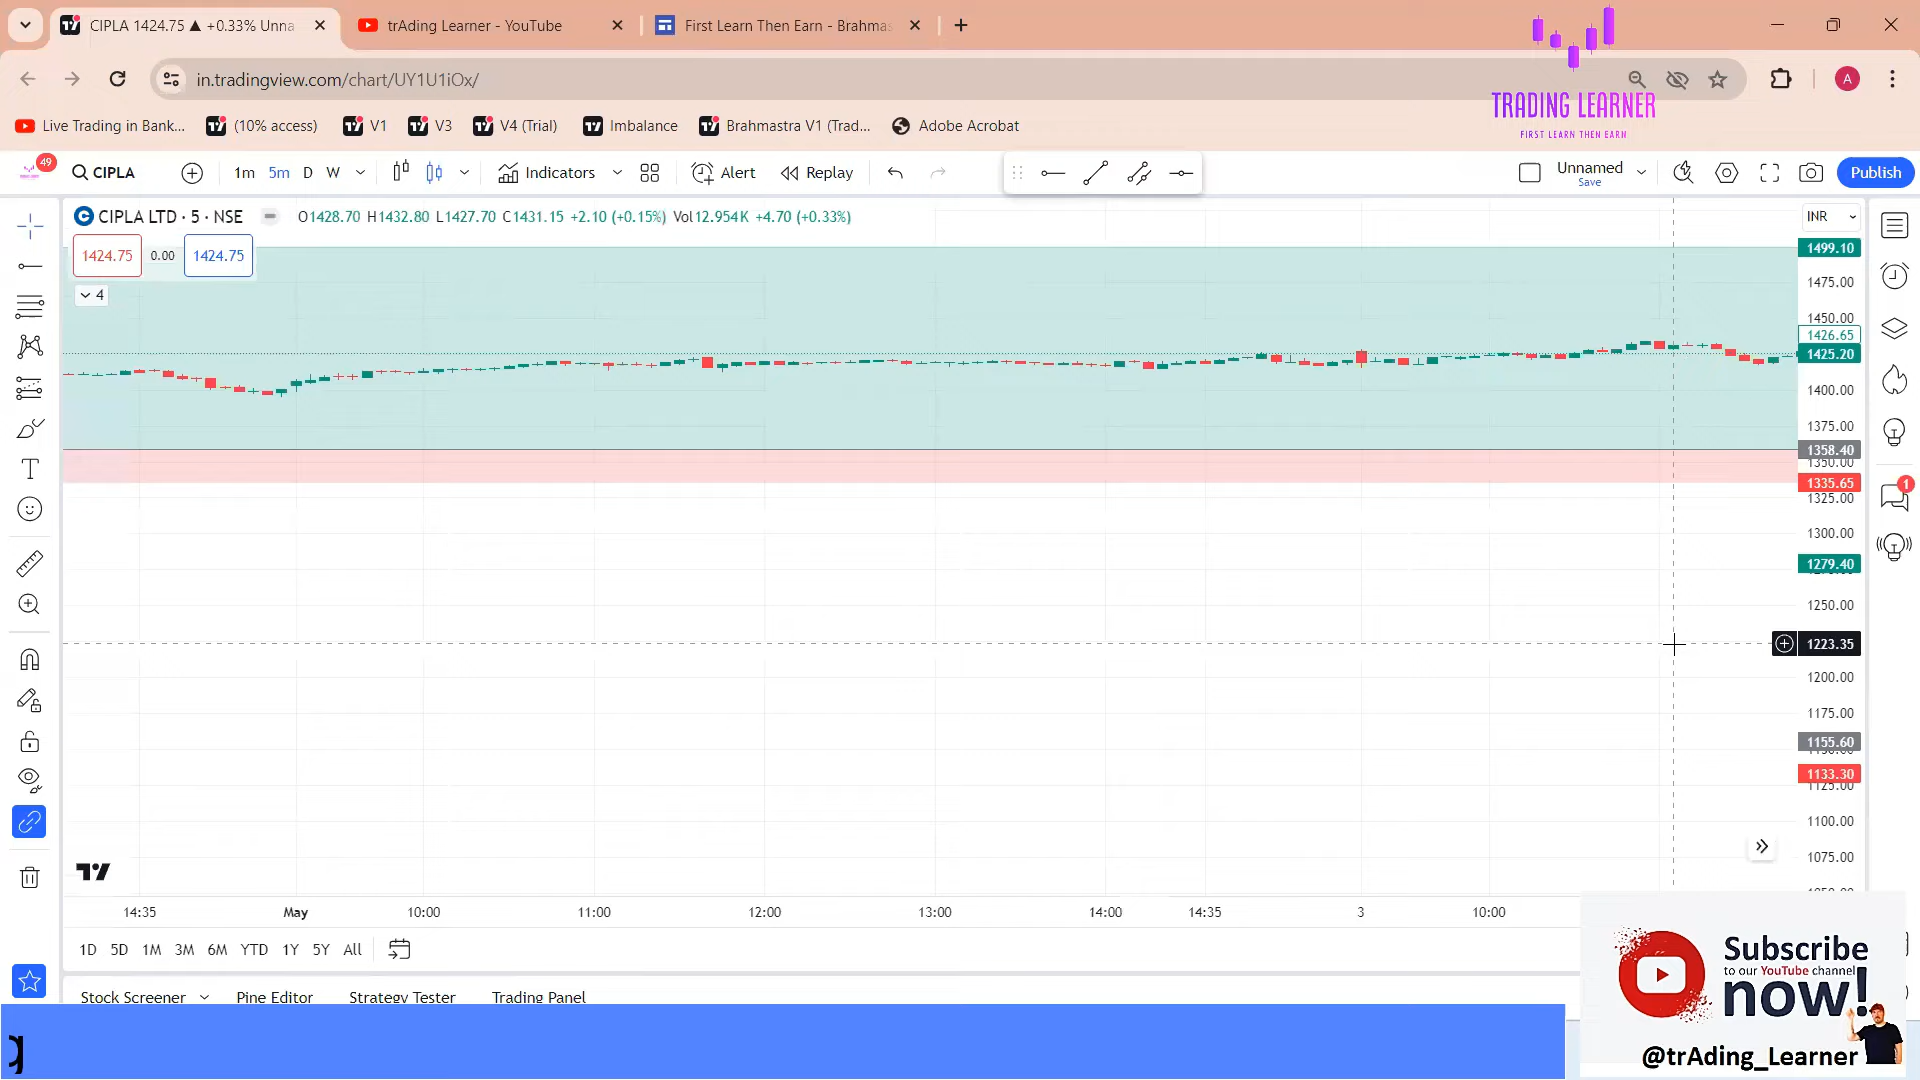 CIPLA 1424.75 ▲ +0.33% Unna
trAding Learner - YouTube
First Learn Then Earn - Brahmas
in.tradingview.com/chart/UY1U1iOx/
A
TRADING LEARNER
FIRST LEARN THEN EARN
Live Trading in Bank...
(10% access)
V1
V3
V4 (Trial)
Imbalance
Brahmastra V1 (Trad...
Adobe Acrobat
49
CIPLA
1m 5m D W
Indicators
Alert
Replay
Unnamed
Save
Publish
CIPLA LTD · 5 · NSE
O1428.70 H1432.80 L1427.70 C1431.15 +2.10 (+0.15%) Vol12.954K +4.70 (+0.33%)
INR
1424.75 0.00 1424.75
4
1499.10
1475.00
1450.00
1426.65
1425.20
1400.00
1375.00
1358.40
1350.00
1335.65
1325.00
1300.00
1279.40
1250.00
1223.35
1200.00
1175.00
1155.60
1133.30
1125.00
1100.00
1075.00
1
14:35 May 10:00 11:00 12:00 13:00 14:00 14:35 3 10:00
1D 5D 1M 3M 6M YTD 1Y 5Y All
Stock Screener
Pine Editor
Strategy Tester
Trading Panel
g
Subscribe
to our YouTube channel
now!
@trAding_Learner